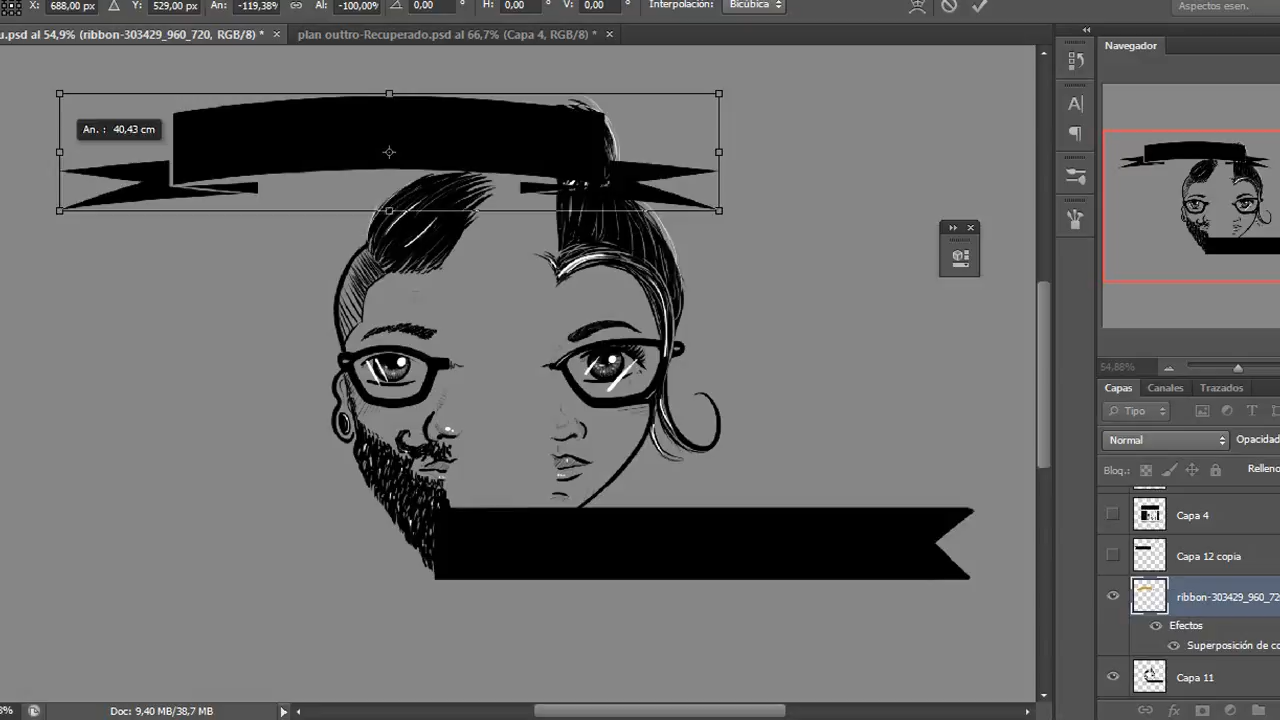 X: 688,00 px Y: 529,00 px An: -119,38% Al: -100,00% 0,00 ° H: 0,00 ° V: 0,00 ° Interpolación: Bicúbica Aspectos esen.
u.psd al 54,9% (ribbon-303429_960_720, RGB/8) * × plan outtro-Recuperado.psd al 66,7% (Capa 4, RGB/8) * ×
Navegador
An. : 40,43 cm
54,88%
Capas Canales Trazados
Tipo
Normal Opacidad
Bloq.: Relleno
Capa 4
Capa 12 copia
ribbon-303429_960_72
Efectos
Superposición de co
Capa 11
8% Doc: 9,40 MB/38,7 MB